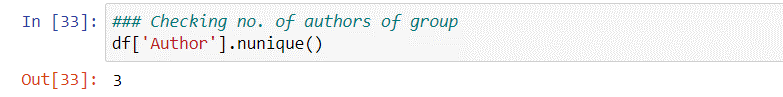 In [33]: ### Checking no. of authors of group
df['Author'].nunique()
Out[33]: 3